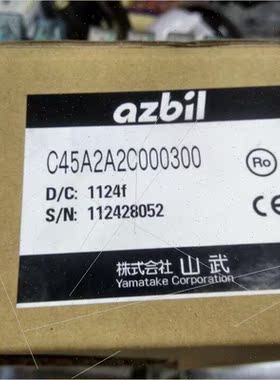 azbil
C45A2A2C000300
Ro
D/C: 1124f
S/N: 112428052
CE
株式会社 山武
Yamatake Corporation